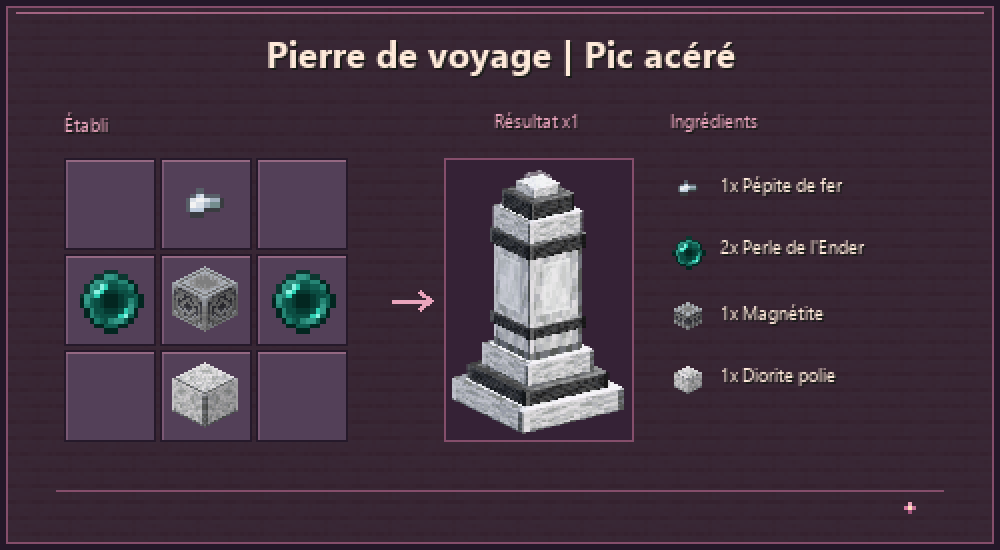 Pierre de voyage | Pic acéré
Établi
Résultat x1
Ingrédients
1x Pépite de fer
2x Perle de l'Ender
1x Magnétite
1x Diorite polie